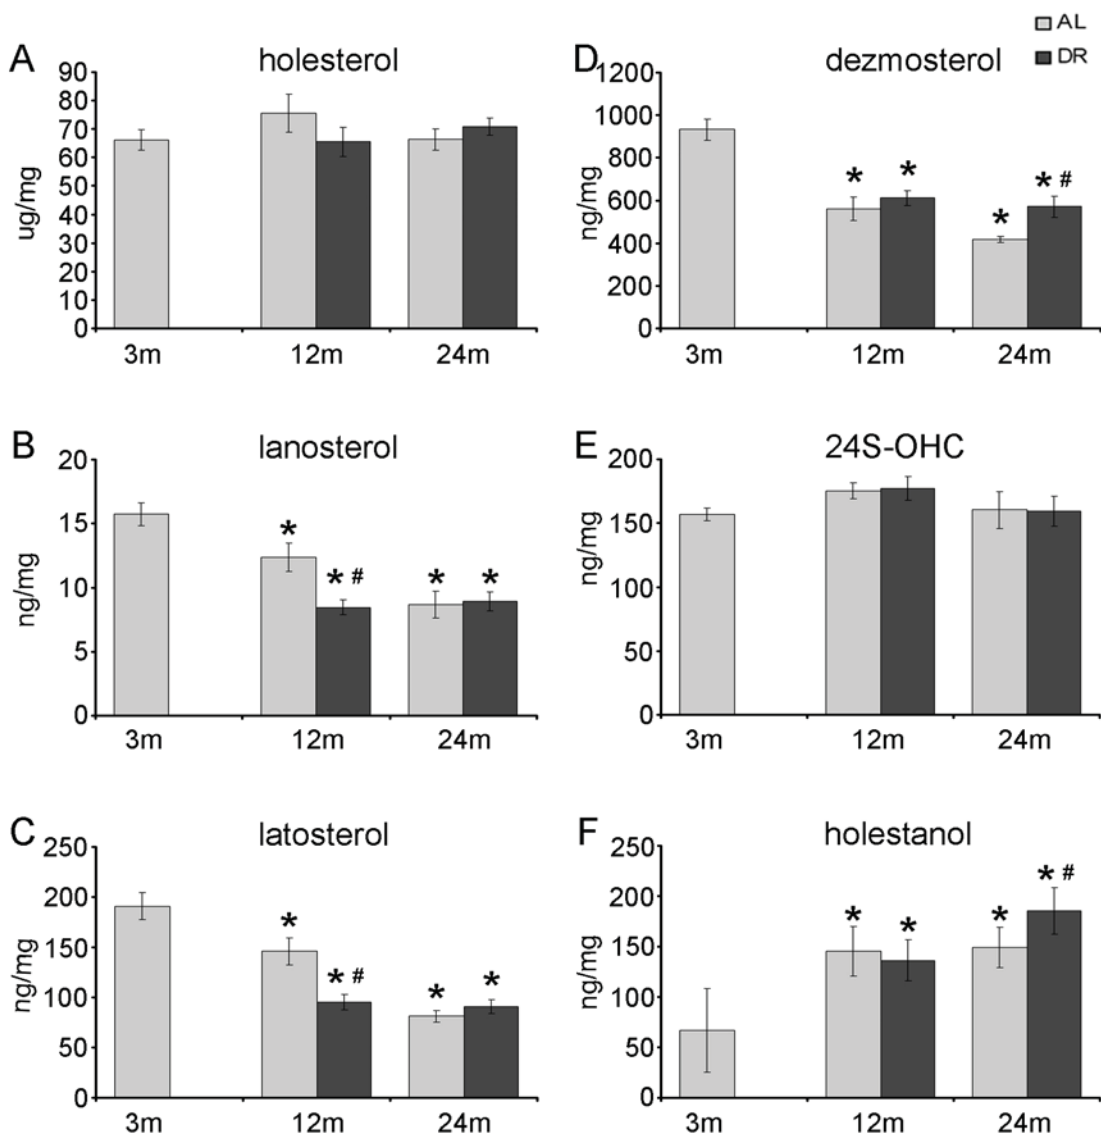 AL
DR
A
holesterol
ug/mg
90
80
70
60
50
40
30
20
10
0
3m 12m 24m
D
dezmosterol
ng/mg
1200
1000
800
600
400
200
0
* * * * #
3m 12m 24m
B
lanosterol
ng/mg
20
15
10
5
0
* * # * *
3m 12m 24m
E
24S-OHC
ng/mg
200
150
100
50
0
3m 12m 24m
C
latosterol
ng/mg
250
200
150
100
50
0
* * # * *
3m 12m 24m
F
holestanol
ng/mg
250
200
150
100
50
0
* * * * #
3m 12m 24m